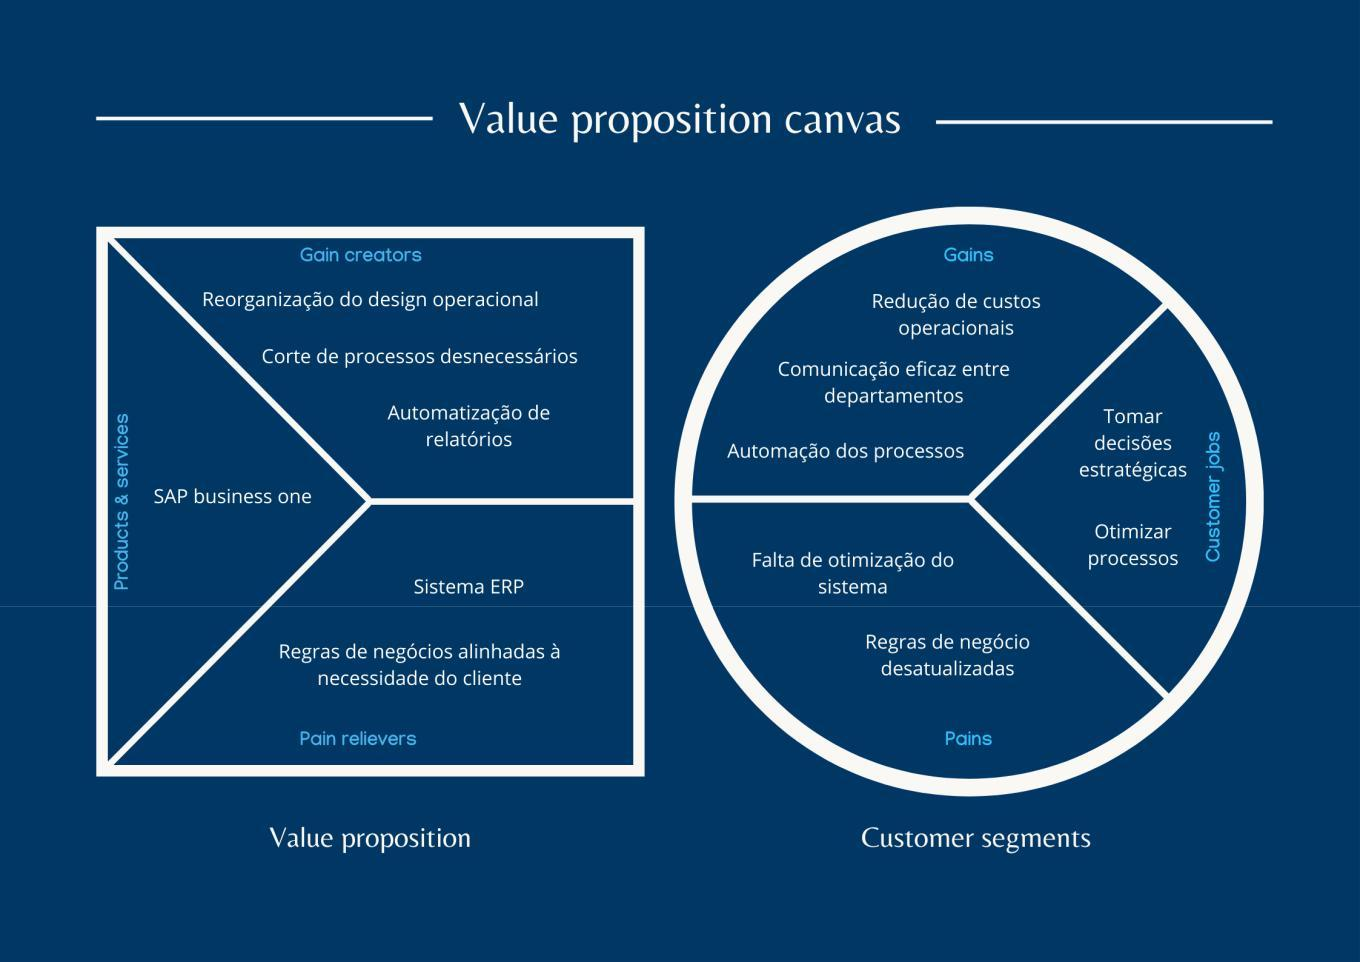 Value proposition canvas
Gain creators
Reorganização do design operacional
Corte de processos desnecessários
Automatização de
relatórios
Products & services
SAP business one
Sistema ERP
Regras de negócios alinhadas à
necessidade do cliente
Pain relievers
Value proposition
Gains
Redução de custos
operacionais
Comunicação eficaz entre
departamentos
Automação dos processos
Tomar
decisões
estratégicas
Otimizar
processos
Customer jobs
Falta de otimização do
sistema
Regras de negócio
desatualizadas
Pains
Customer segments